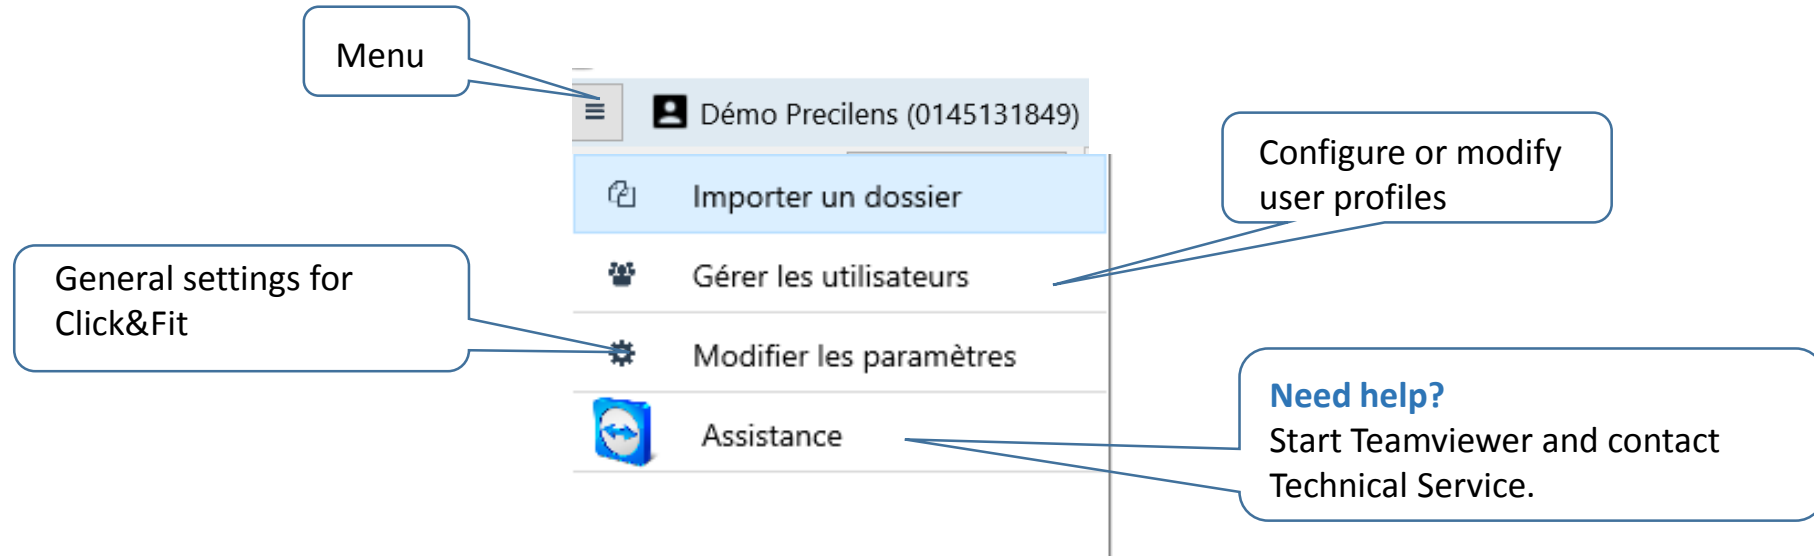 Menu
Démo Precilens (0145131849)
Importer un dossier
Configure or modify
user profiles
Gérer les utilisateurs
General settings for
Click&Fit
Modifier les paramètres
Need help?
Start Teamviewer and contact
Technical Service.
Assistance